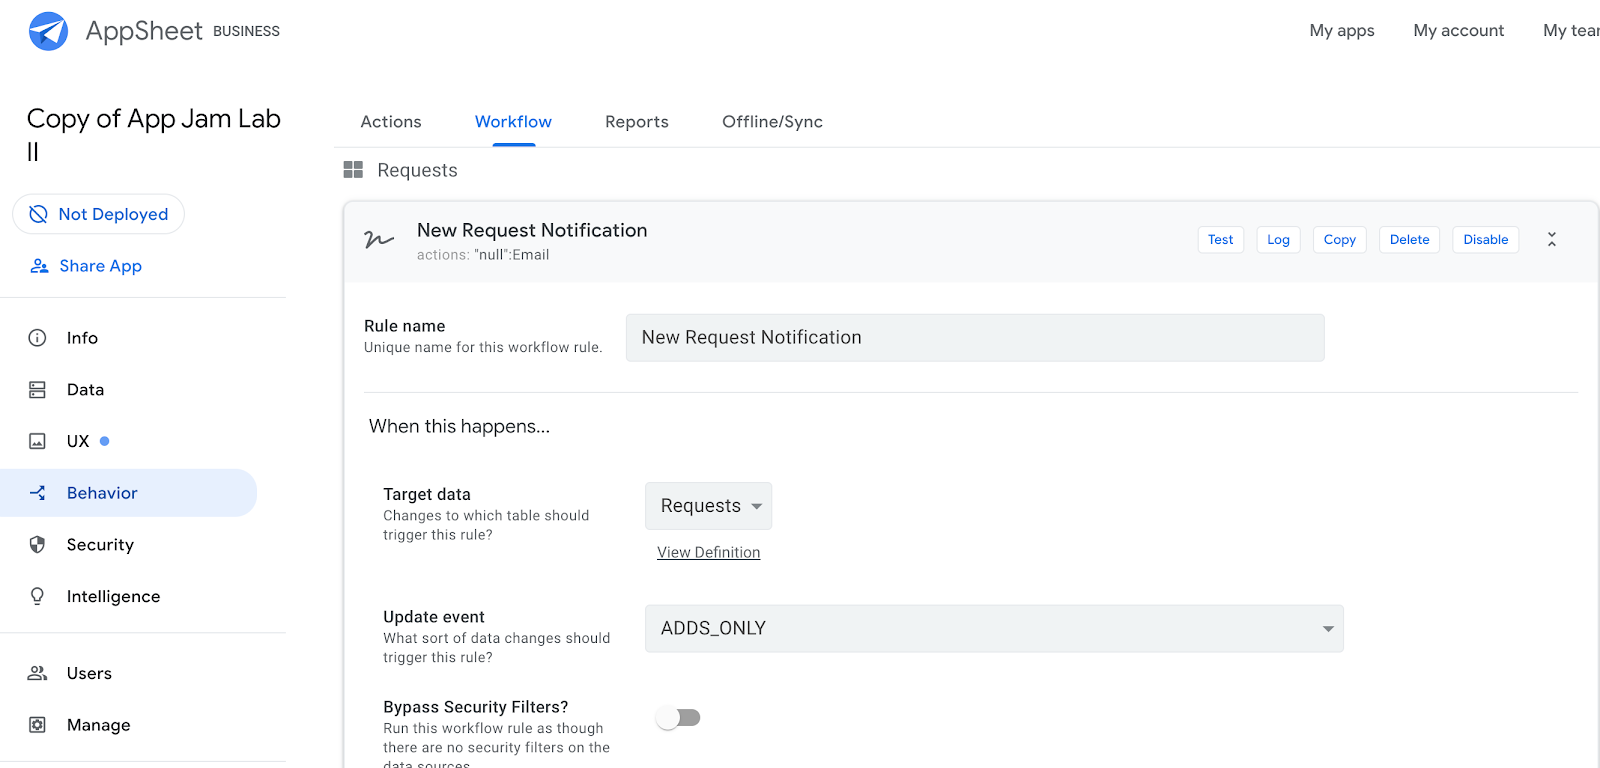 AppSheet BUSINESS
My apps
My account
My tear
Copy of App Jam Lab
II
Not Deployed
Share App
Info
Data
UX
Behavior
Security
Intelligence
Users
Manage
Actions
Workflow
Reports
Offline/Sync
Requests
New Request Notification
actions: "null":Email
Test
Log
Copy
Delete
Disable
Rule name
Unique name for this workflow rule.
New Request Notification
When this happens...
Target data
Changes to which table should
trigger this rule?
Requests
View Definition
Update event
What sort of data changes should
trigger this rule?
ADDS_ONLY
Bypass Security Filters?
Run this workflow rule as though
there are no security filters on the
data sources